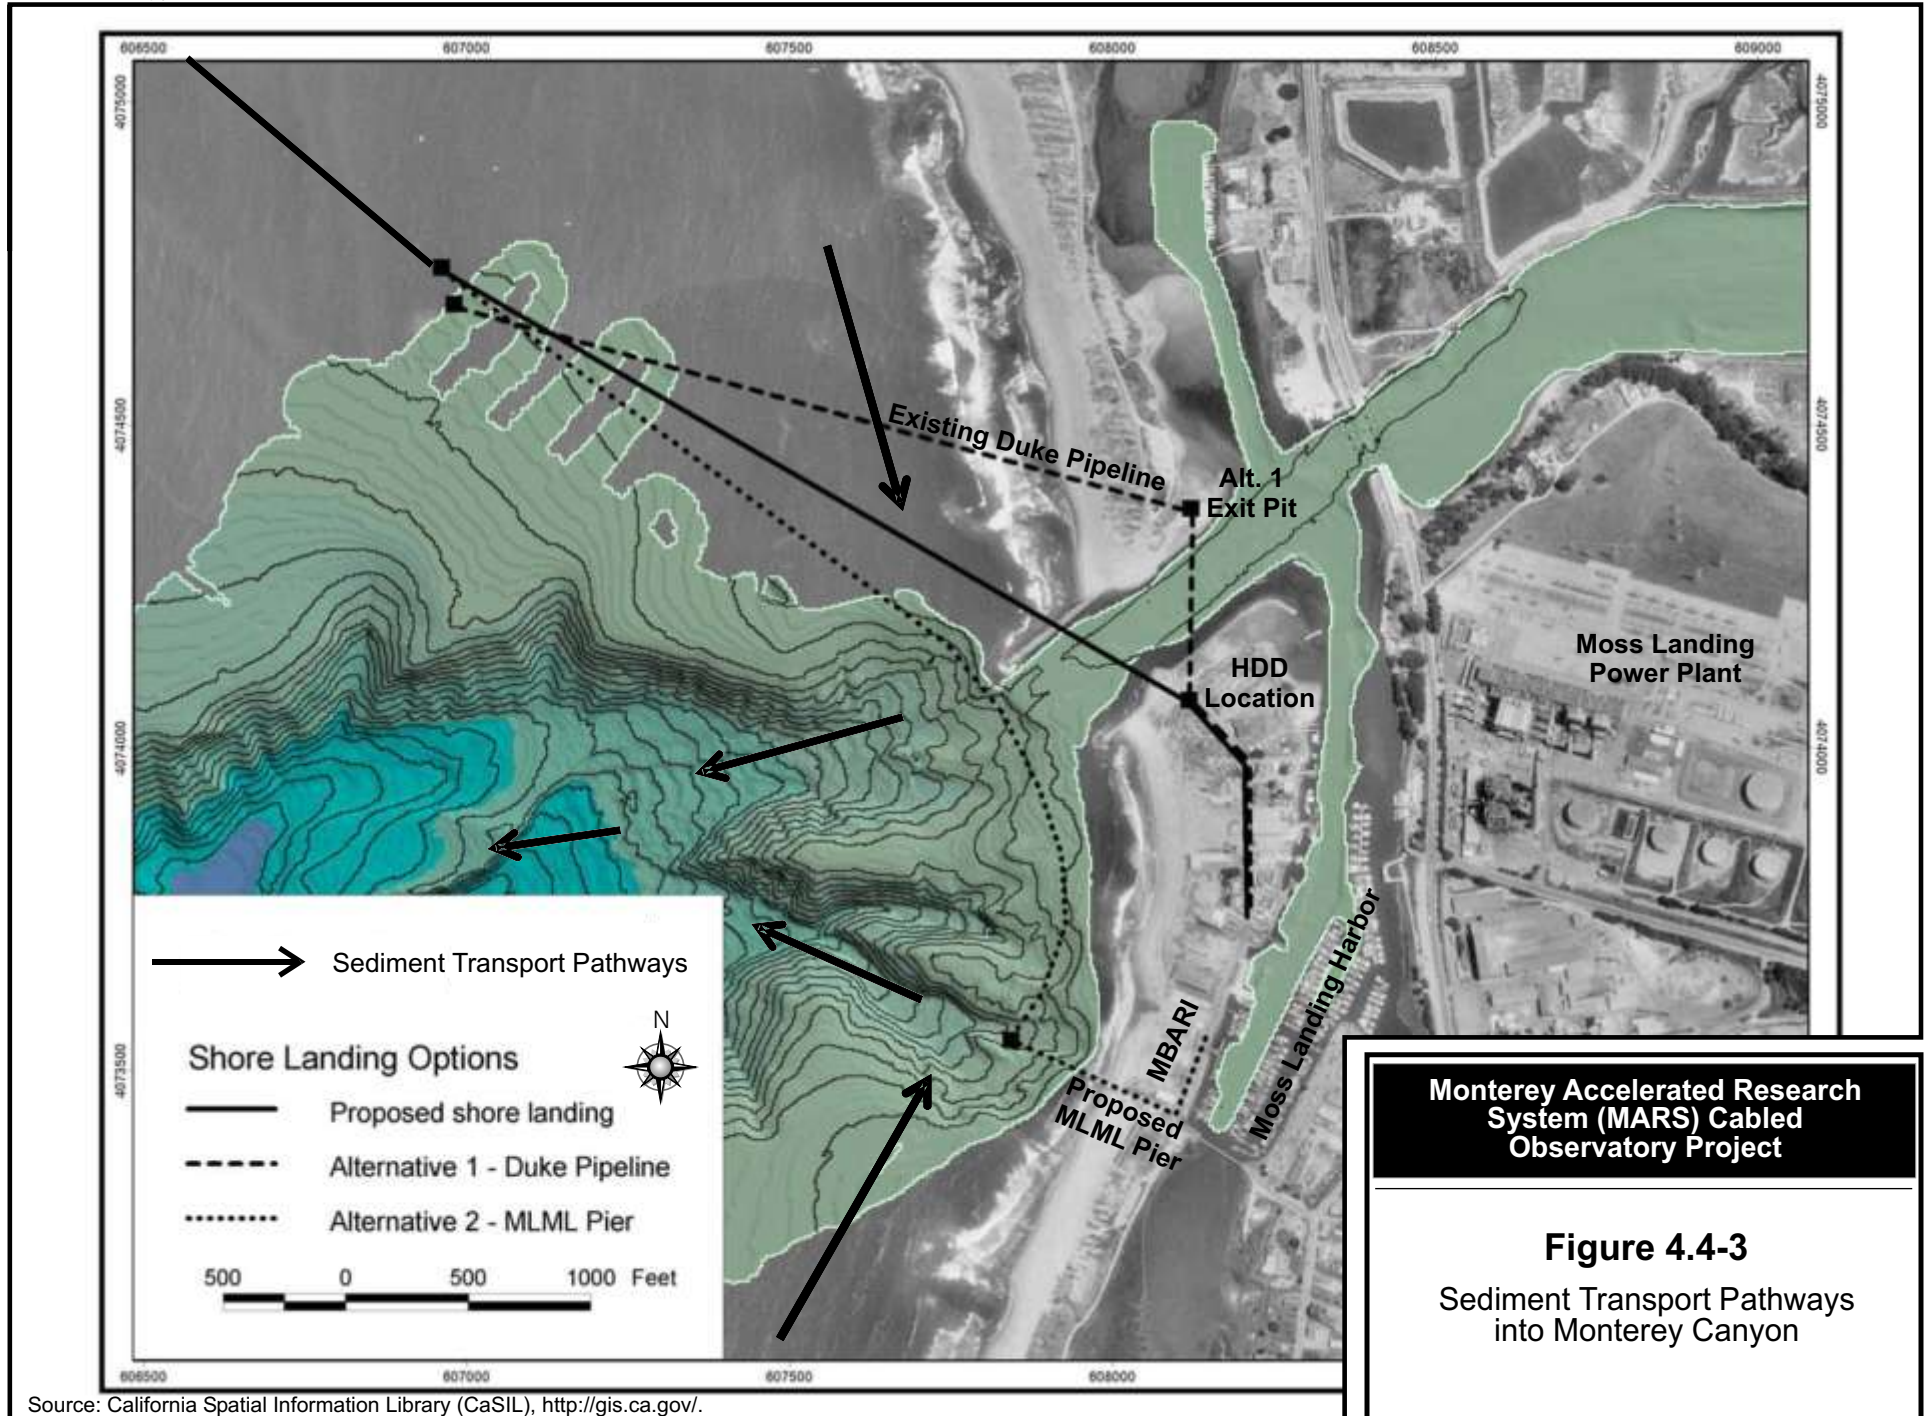 606500
607000
607500
608000
608500
609000
4075000
4075000
4074500
4074500
4074000
4074000
4073500
Existing Duke Pipeline
Alt. 1
Exit Pit
HDD
Location
Moss Landing
Power Plant
MBARI
Moss Landing Harbor
Proposed
MLML Pier
Sediment Transport Pathways
N
Shore Landing Options
Proposed shore landing
Alternative 1 - Duke Pipeline
Alternative 2 - MLML Pier
500 0 500 1000 Feet
606500
607000
607500
608000
Monterey Accelerated Research
System (MARS) Cabled
Observatory Project
Figure 4.4-3
Sediment Transport Pathways
into Monterey Canyon
Source: California Spatial Information Library (CaSIL), http://gis.ca.gov/.